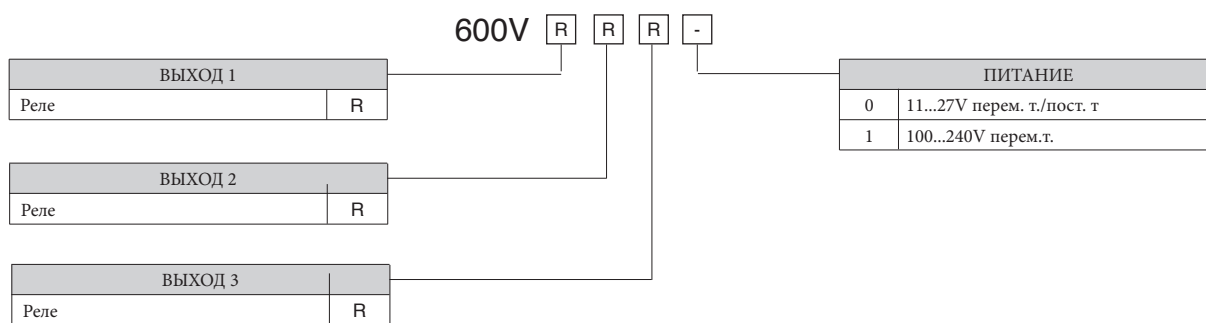 600V R R R -
ВЫХОД 1
Реле R
ВЫХОД 2
Реле R
ВЫХОД 3
Реле R
ПИТАНИЕ
0 11...27V перем. т./пост. т
1 100...240V перем.т.